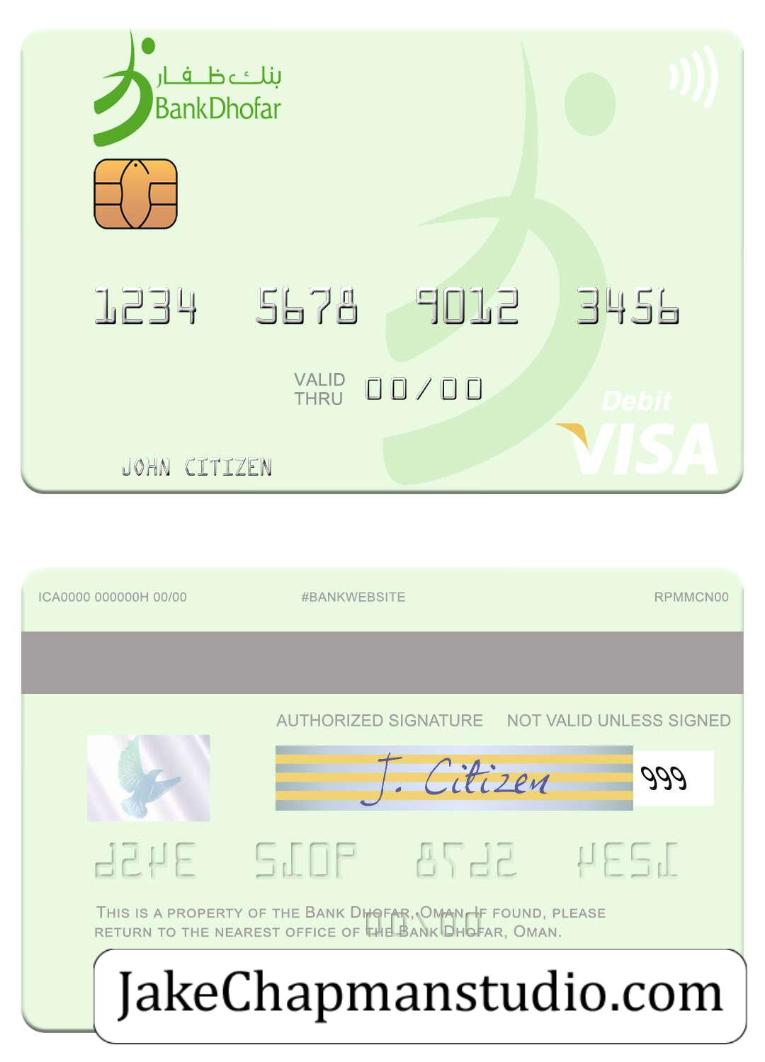 بنك ظفار
BankDhofar
1234 5678 9012 3456
VALID THRU 00/00
Debit
VISA
JOHN CITIZEN
ICA0000 000000H 00/00 #BANKWEBSITE RPMMCN00
AUTHORIZED SIGNATURE NOT VALID UNLESS SIGNED
J. Citizen 999
THIS IS A PROPERTY OF THE BANK DHOFAR, OMAN. IF FOUND, PLEASE
RETURN TO THE NEAREST OFFICE OF THE BANK DHOFAR, OMAN.
JakeChapmanstudio.com